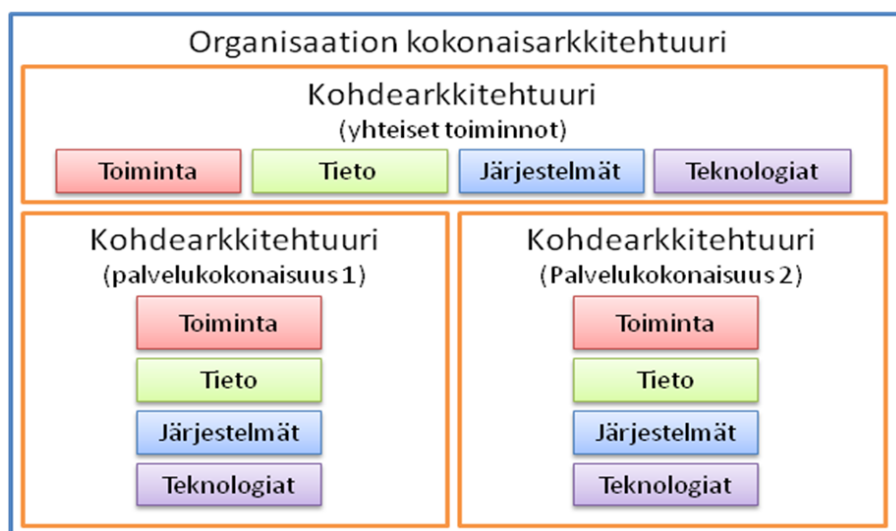 Organisaation kokonaisarkkitehtuuri
Kohdearkkitehtuuri
(yhteiset toiminnot)
Toiminta Tieto Järjestelmät Teknologiat
Kohdearkkitehtuuri
(palvelukokonaisuus 1)
Toiminta
Tieto
Järjestelmät
Teknologiat
Kohdearkkitehtuuri
(Palvelukokonaisuus 2)
Toiminta
Tieto
Järjestelmät
Teknologiat